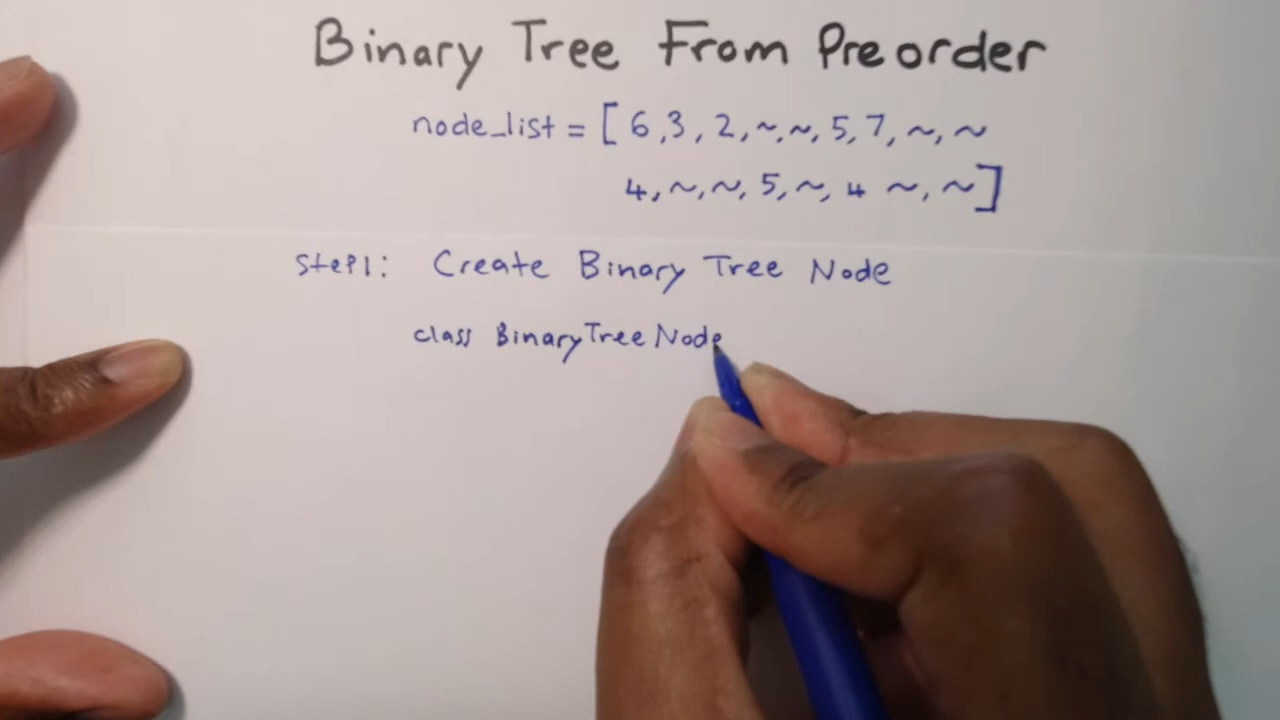 Binary Tree From Preorder
node_list = [ 6,3, 2,~,~, 5,7, ~,~
4,~,~, 5,~, 4 ~,~]
Step1: Create Binary Tree Node
class BinaryTreeNode